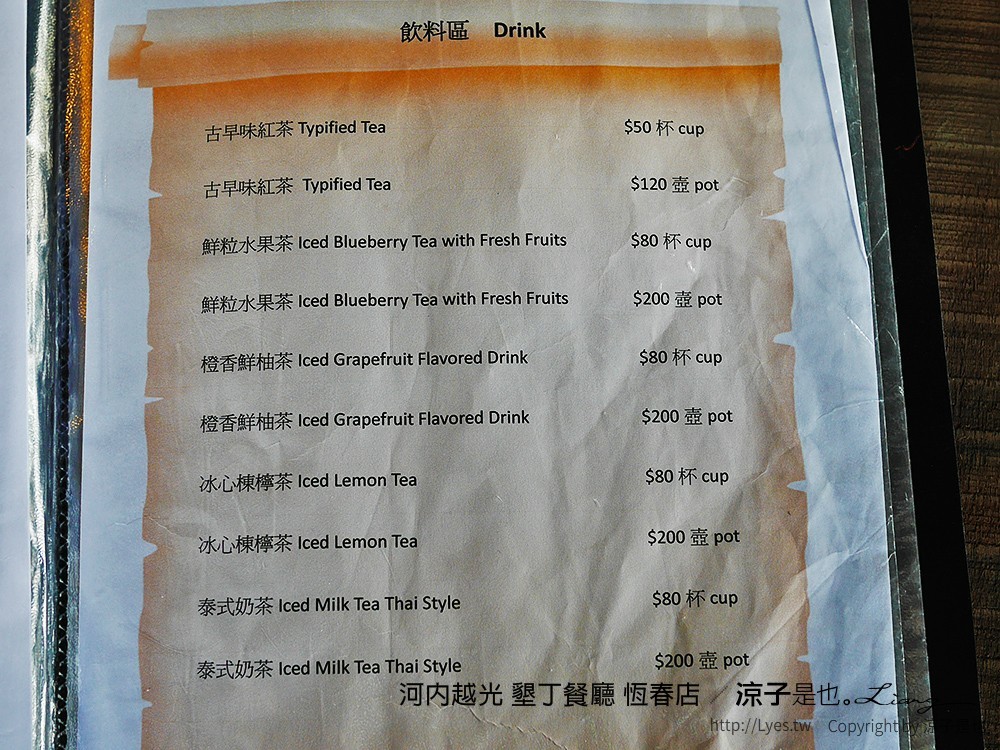 飲料區 Drink
古早味紅茶 Typified Tea $50 杯 cup
古早味紅茶 Typified Tea $120 壺 pot
鮮粒水果茶 Iced Blueberry Tea with Fresh Fruits $80 杯 cup
鮮粒水果茶 Iced Blueberry Tea with Fresh Fruits $200 壺 pot
橙香鮮柚茶 Iced Grapefruit Flavored Drink $80 杯 cup
橙香鮮柚茶 Iced Grapefruit Flavored Drink $200 壺 pot
冰心棟檸茶 Iced Lemon Tea $80 杯 cup
冰心棟檸茶 Iced Lemon Tea $200 壺 pot
泰式奶茶 Iced Milk Tea Thai Style $80 杯 cup
泰式奶茶 Iced Milk Tea Thai Style $200 壺 pot
河內越光 墾丁餐廳 恆春店 / 涼子是也。
http://Lyes.tw Copyright by